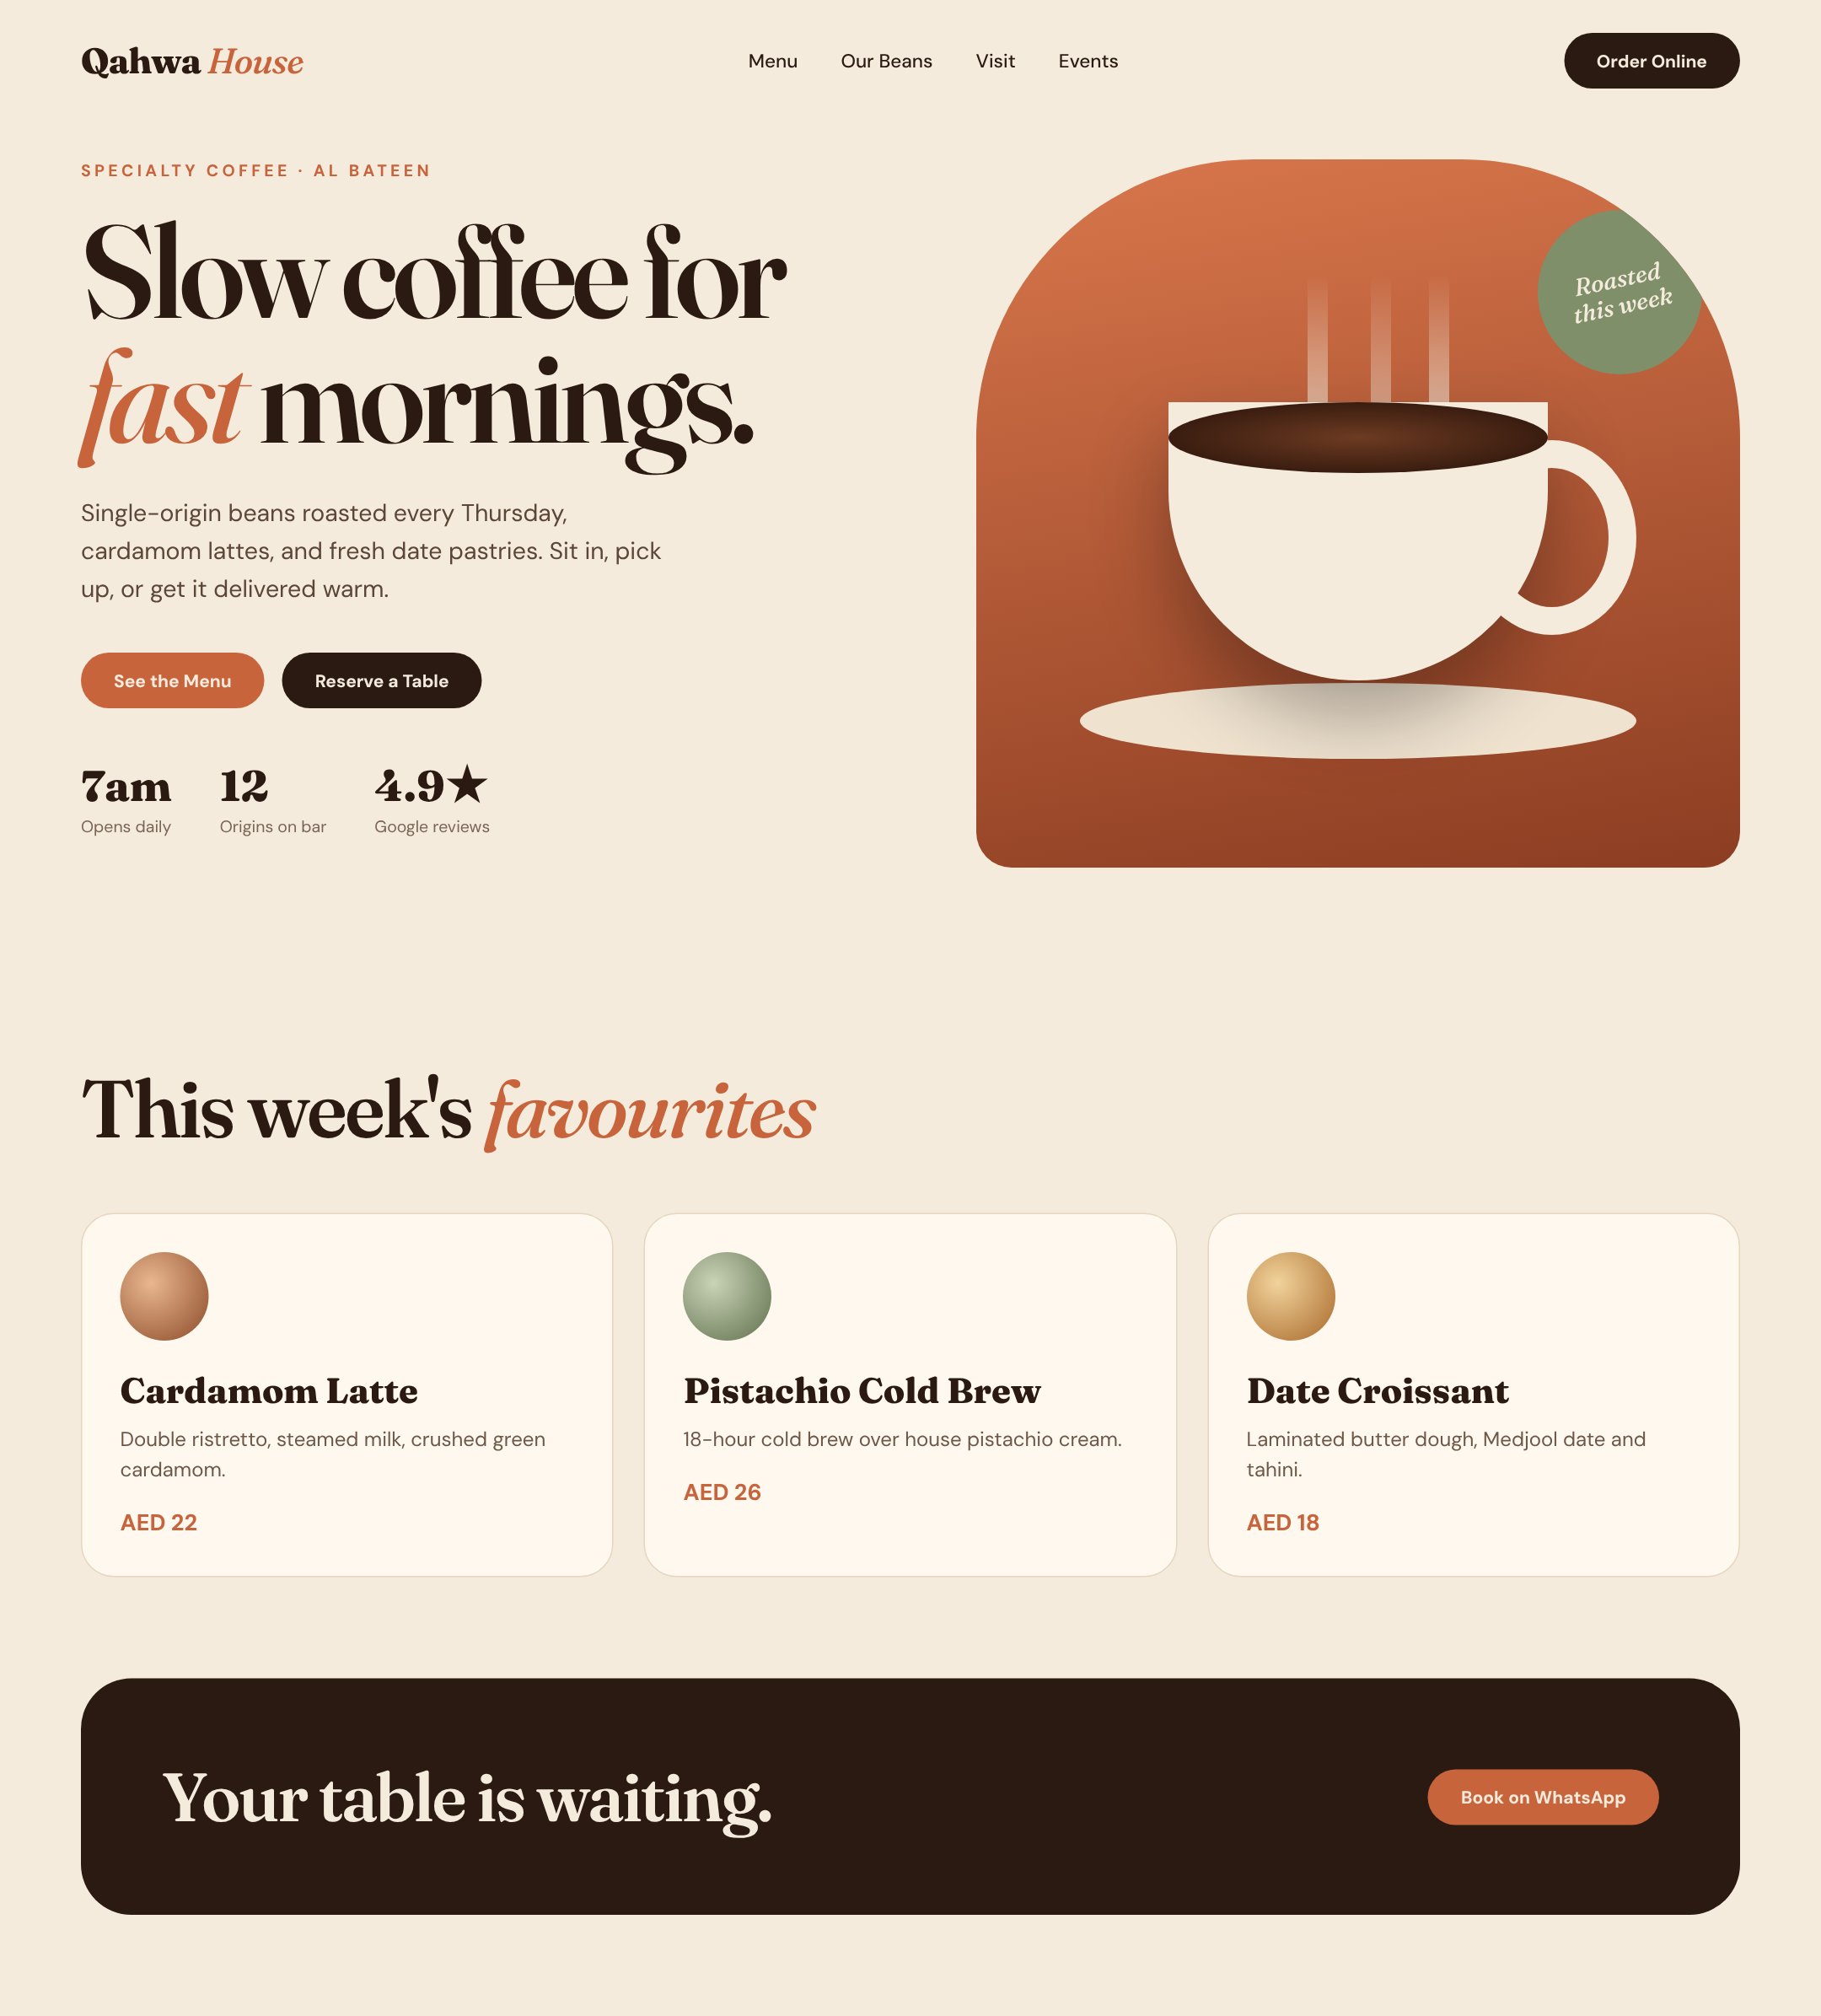 Qahwa House
Menu
Our Beans
Visit
Events
Order Online
SPECIALTY COFFEE · AL BATEEN
Slow coffee for
fast mornings.
Single-origin beans roasted every Thursday,
cardamom lattes, and fresh date pastries. Sit in, pick
up, or get it delivered warm.
See the Menu
Reserve a Table
7am
Opens daily
12
Origins on bar
4.9★
Google reviews
Roasted
this week
This week's favourites
Cardamom Latte
Double ristretto, steamed milk, crushed green
cardamom.
AED 22
Pistachio Cold Brew
18-hour cold brew over house pistachio cream.
AED 26
Date Croissant
Laminated butter dough, Medjool date and
tahini.
AED 18
Your table is waiting.
Book on WhatsApp